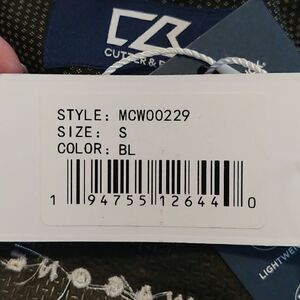 CUTTER &
STYLE: MCW00229
SIZE: S
COLOR: BL
1 94755 12644 0
LIGHTWE